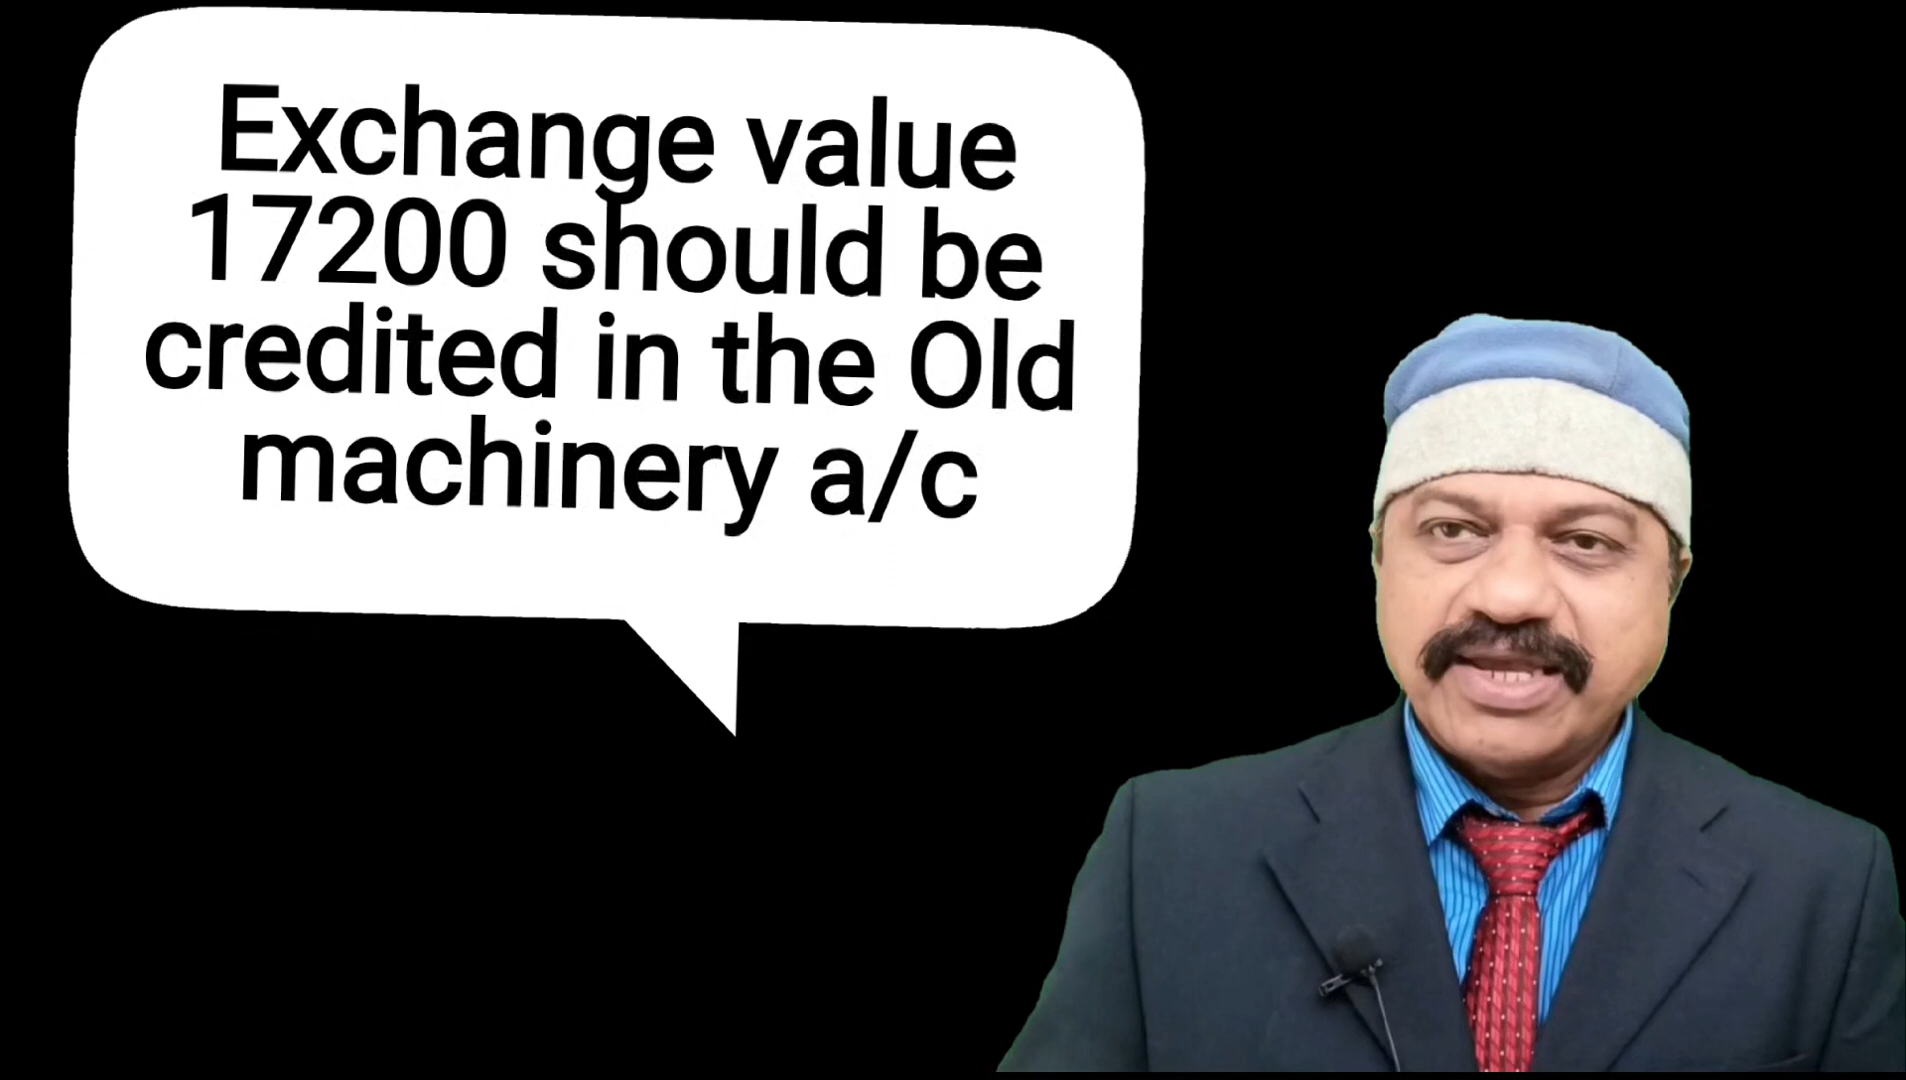 Exchange value
17200 should be
credited in the Old
machinery a/c